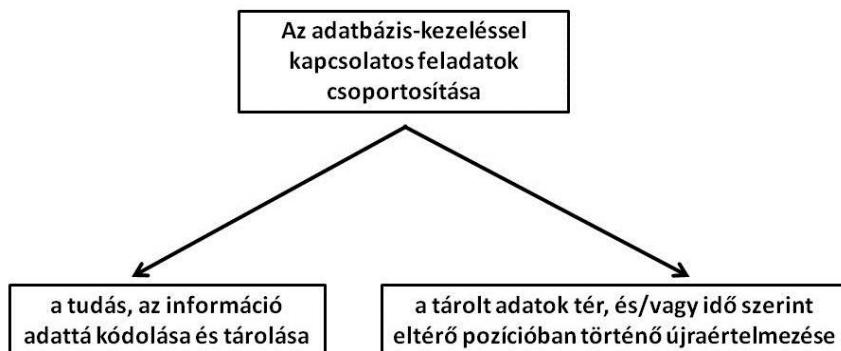 Az adatbázis-kezeléssel
kapcsolatos feladatok
csoportosítása
a tudás, az információ
adattá kódolása és tárolása
a tárolt adatok tér, és/vagy idő szerint
eltérő pozícióban történő újraértelmezése